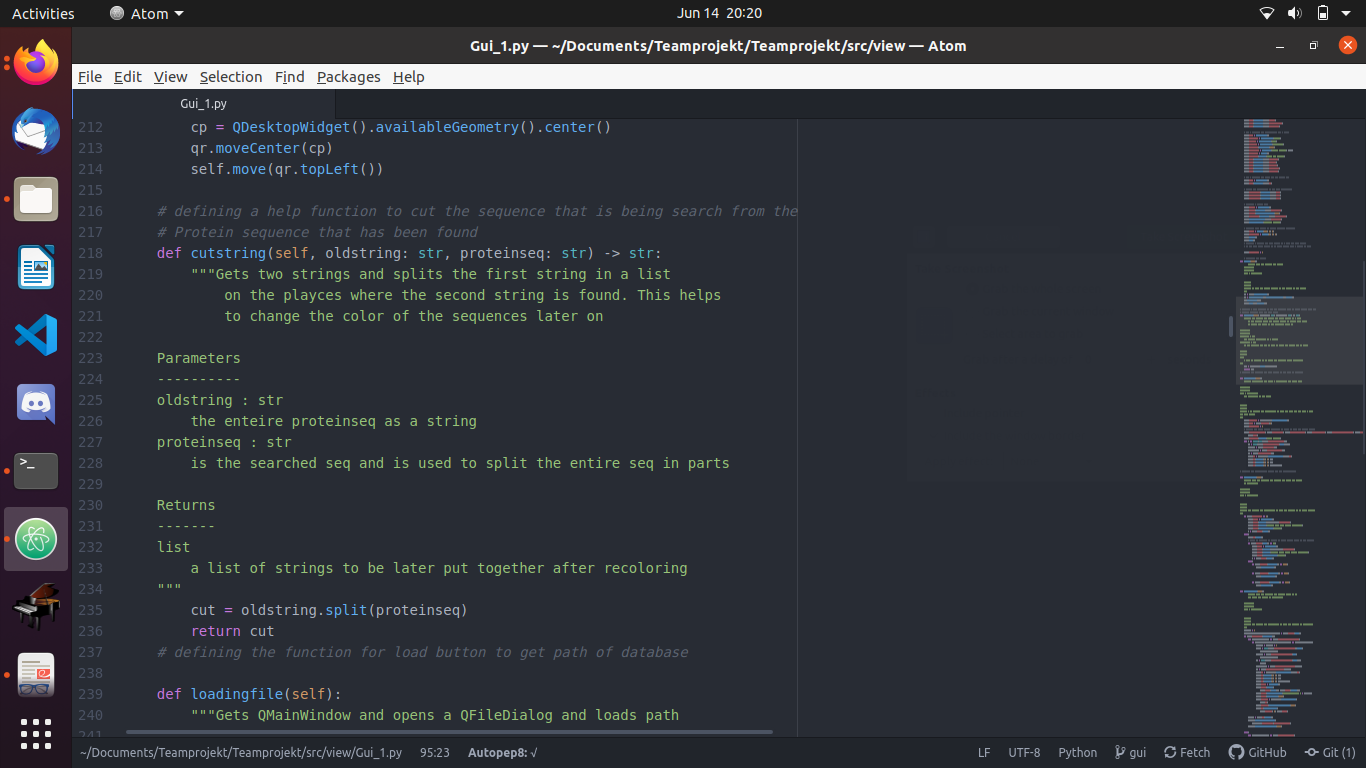 Activities
Atom
Jun 14 20:20
Gui_1.py — ~/Documents/Teamprojekt/Teamprojekt/src/view — Atom
File Edit View Selection Find Packages Help
Gui_1.py
212 cp = QDesktopWidget().availableGeometry().center()
213 qr.moveCenter(cp)
214 self.move(qr.topLeft())
215
216 # defining a help function to cut the sequence that is being search from the
217 # Protein sequence that has been found
218 def cutstring(self, oldstring: str, proteinseq: str) -> str:
219 """Gets two strings and splits the first string in a list
220 on the playces where the second string is found. This helps
221 to change the color of the sequences later on
222
223 Parameters
224 ----------
225 oldstring : str
226 the enteire proteinseq as a string
227 proteinseq : str
228 is the searched seq and is used to split the entire seq in parts
229
230 Returns
231 -------
232 list
233 a list of strings to be later put together after recoloring
234 """
235 cut = oldstring.split(proteinseq)
236 return cut
237 # defining the function for load button to get path of database
238
239 def loadingfile(self):
240 """Gets QMainWindow and opens a QFileDialog and loads path
241
~/Documents/Teamprojekt/Teamprojekt/src/view/Gui_1.py 95:23 Autopep8: √ LF UTF-8 Python gui Fetch GitHub Git (1)